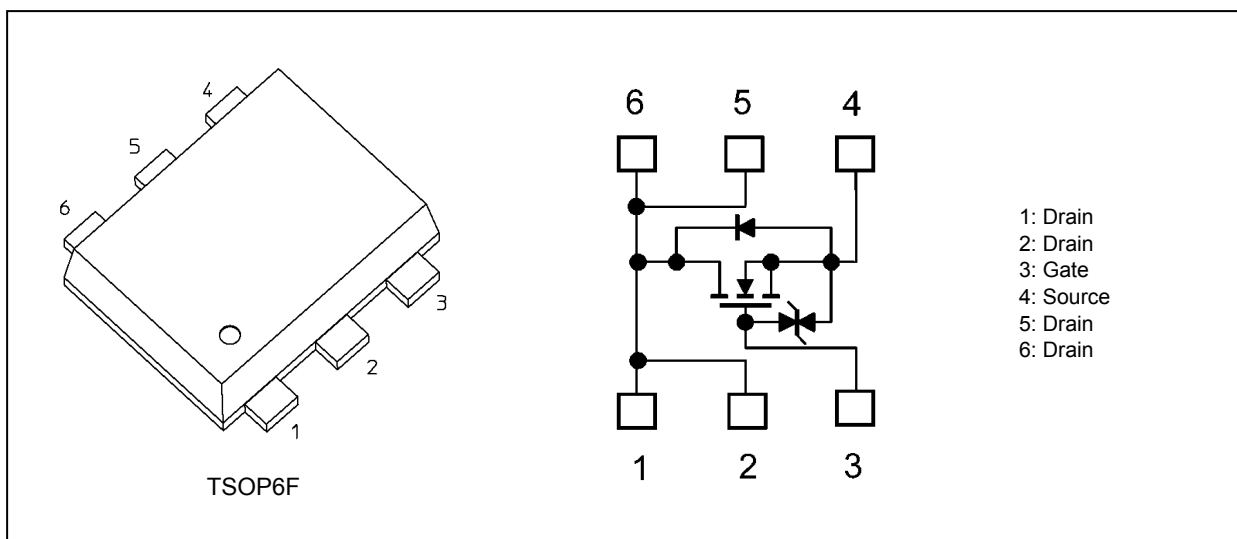 4
5
6
3
2
1
TSOP6F
6 5 4
1 2 3
1: Drain
2: Drain
3: Gate
4: Source
5: Drain
6: Drain